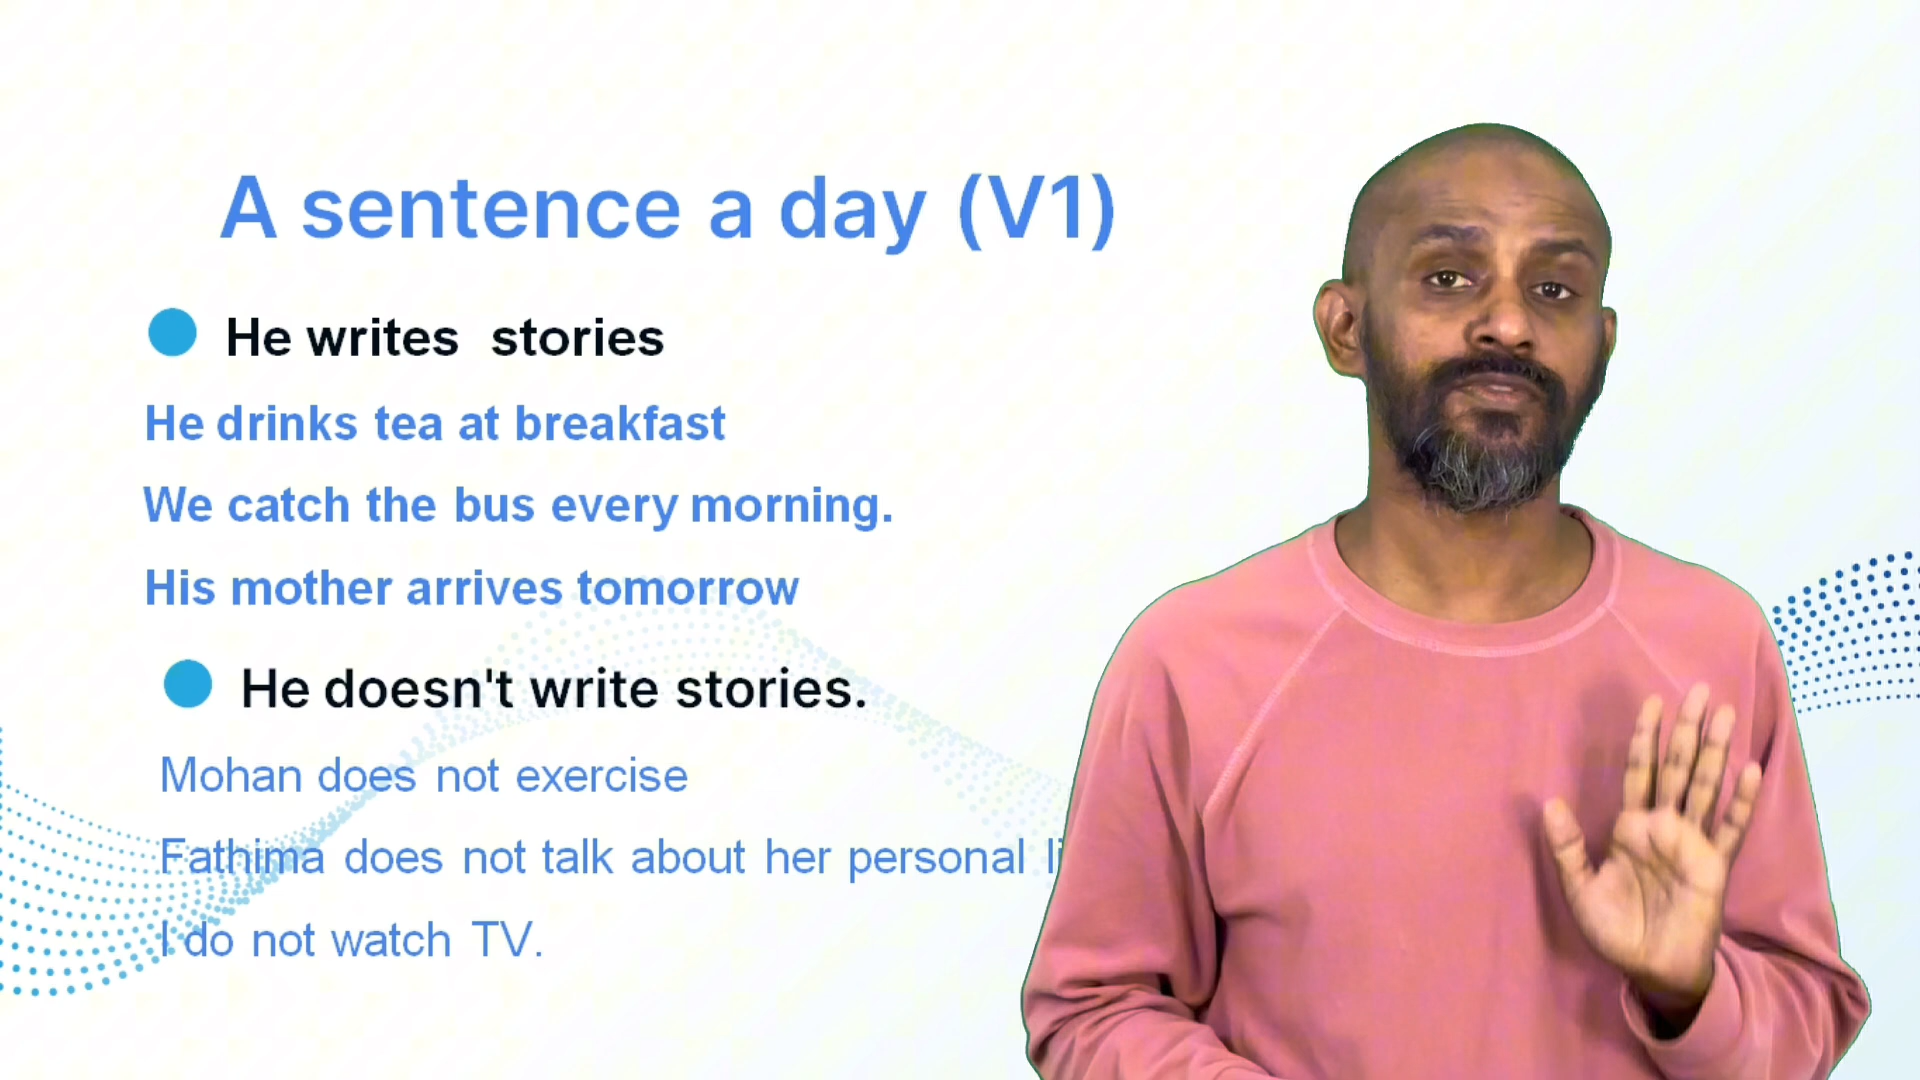 A sentence a day (V1)
He writes stories
He drinks tea at breakfast
We catch the bus every morning.
His mother arrives tomorrow
He doesn't write stories.
Mohan does not exercise
Fathima does not talk about her personal
I do not watch TV.